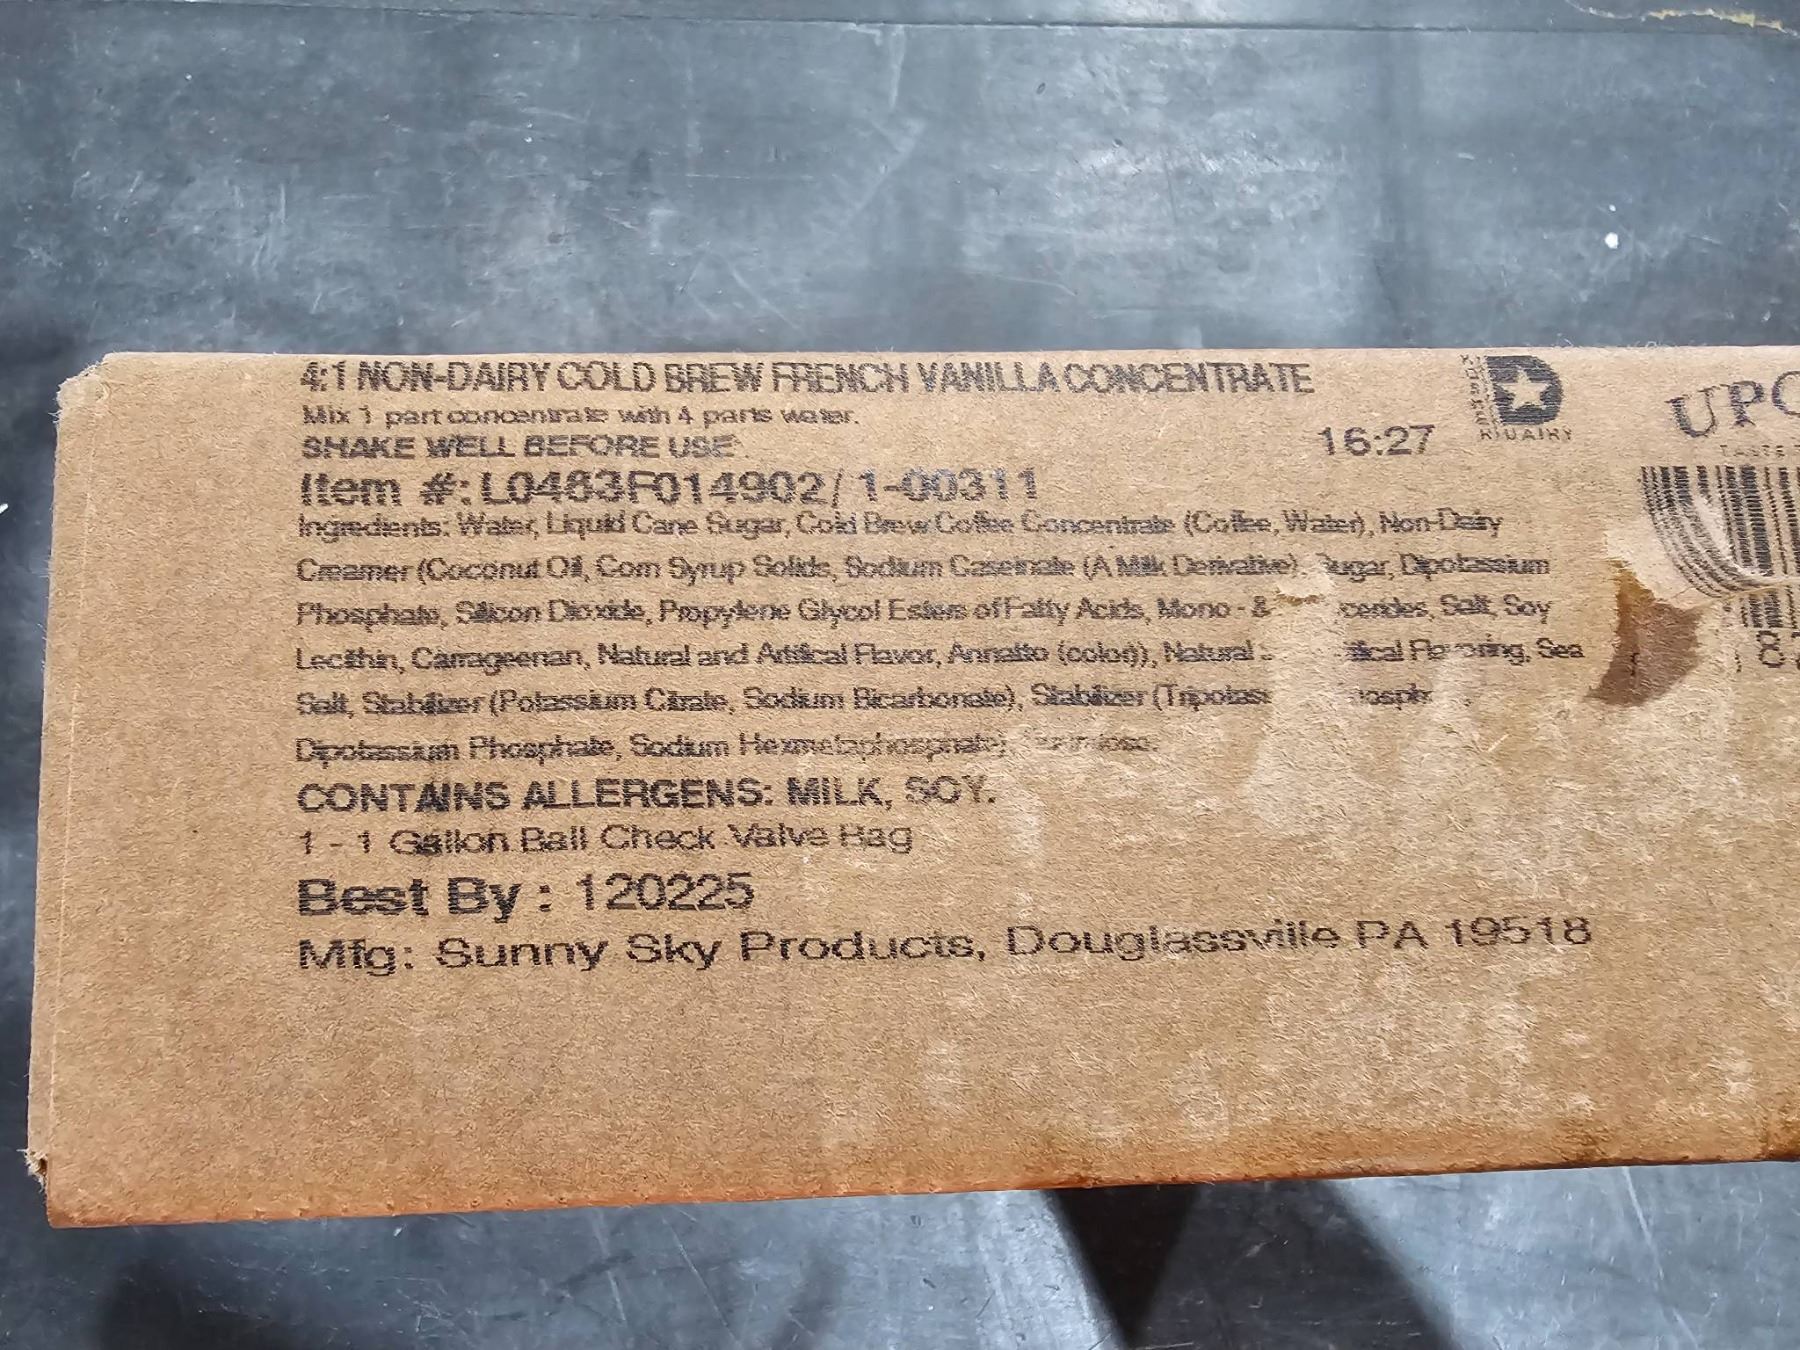 4:1 NON-DAIRY COLD BREW FRENCH VANILLA CONCENTRATE
Mix 1 part concentrate with 4 parts water.
SHAKE WELL BEFORE USE
16:27
D
KOSHER
UPC
TASTE
Item #: L0463F014902/ 1-00311
Ingredients: Water, Liquid Cane Sugar, Cold Brew Coffee Concentrate (Coffee, Water), Non-Dairy
Creamer (Coconut Oil, Corn Syrup Solids, Sodium Caseinate (A Milk Derivative), Sugar, Dipotassium
Phosphate, Silicon Dioxide, Propylene Glycol Esters of Fatty Acids, Mono - & Salt, Soy
Lecithin, Carrageenan, Natural and Artifical Flavor, Annatto (color)), Natural Flavoring, Sea
Salt, Stabilizer (Potassium Citrate, Sodium Bicarbonate), Stabilizer
Dipotassium Phosphate, Sodium Hexmetaphosphate)
CONTAINS ALLERGENS: MILK, SOY.
1 - 1 Gallon Ball Check Valve Bag
Best By : 120225
Mfg: Sunny Sky Products, Douglassville PA 19518